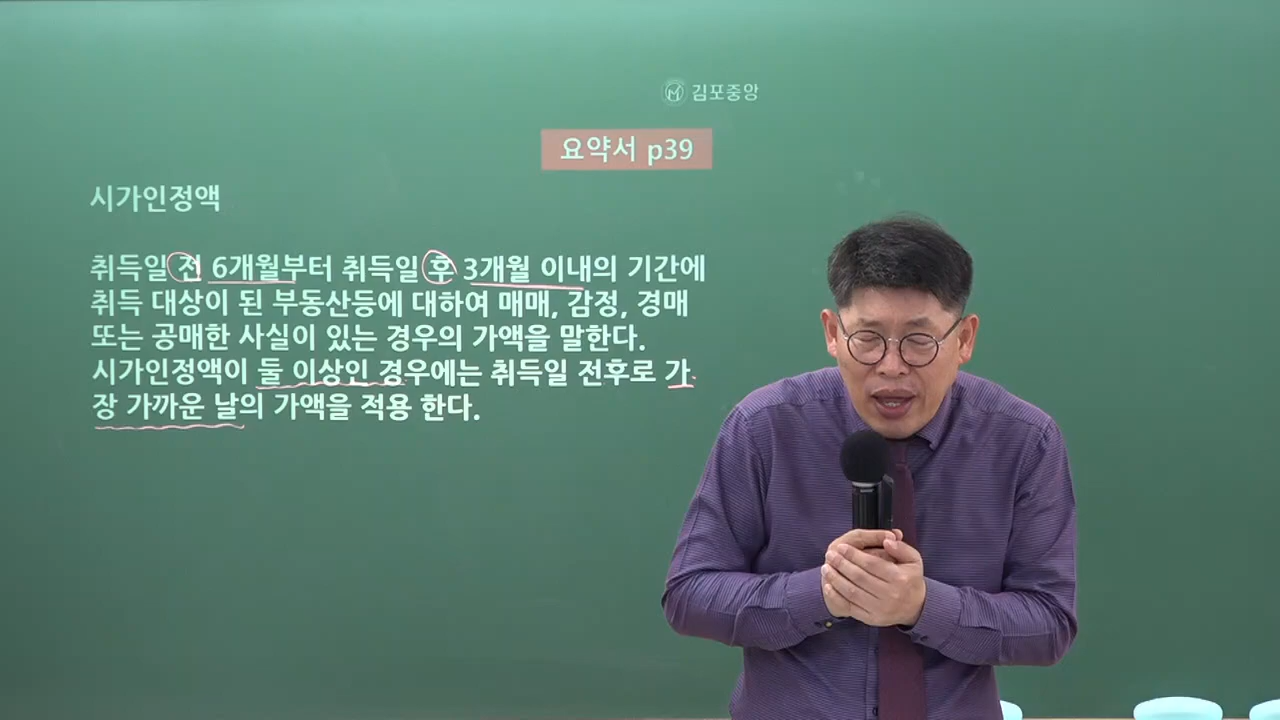 김포중앙
요약서 p39
시가인정액
취득일 전 6개월부터 취득일 후 3개월 이내의 기간에
취득 대상이 된 부동산등에 대하여 매매, 감정, 경매
또는 공매한 사실이 있는 경우의 가액을 말한다.
시가인정액이 둘 이상인 경우에는 취득일 전후로 가
장 가까운 날의 가액을 적용 한다.